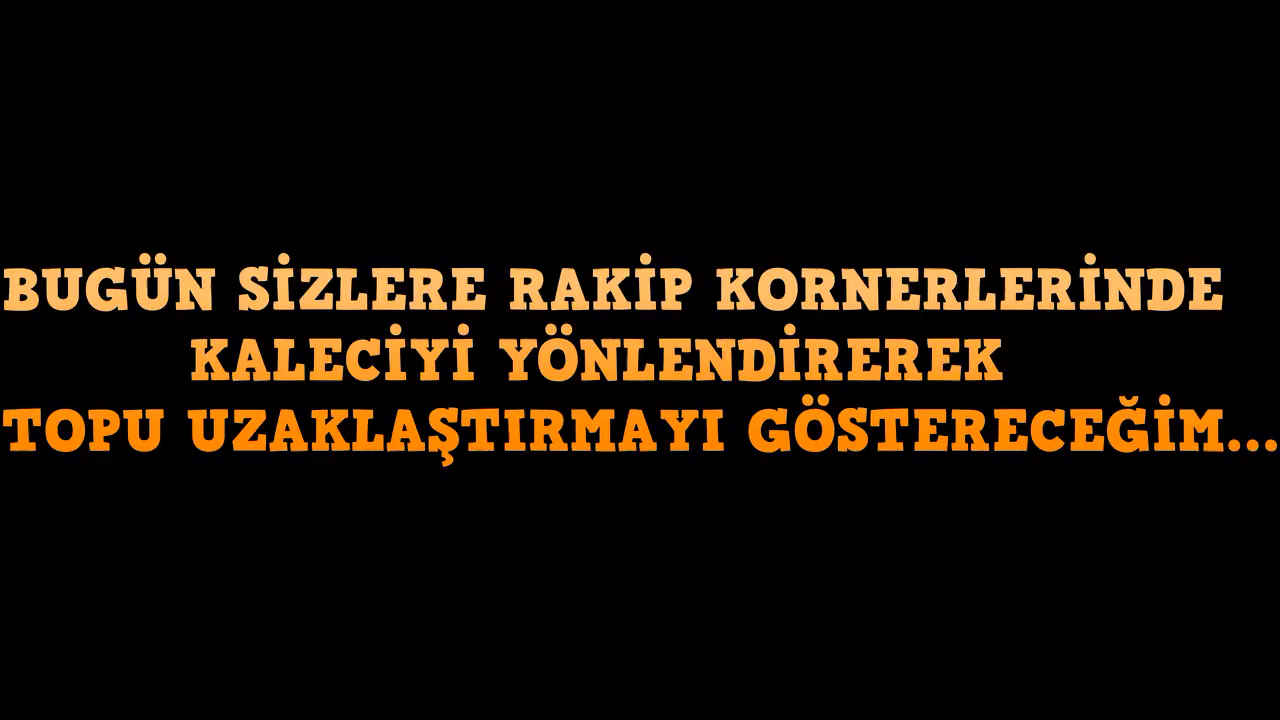 BUGÜN SİZLERE RAKİP KORNERLERİNDE
KALECİYİ YÖNLENDİREREK
TOPU UZAKLAŞTIRMAYI GÖSTERECEĞİM...